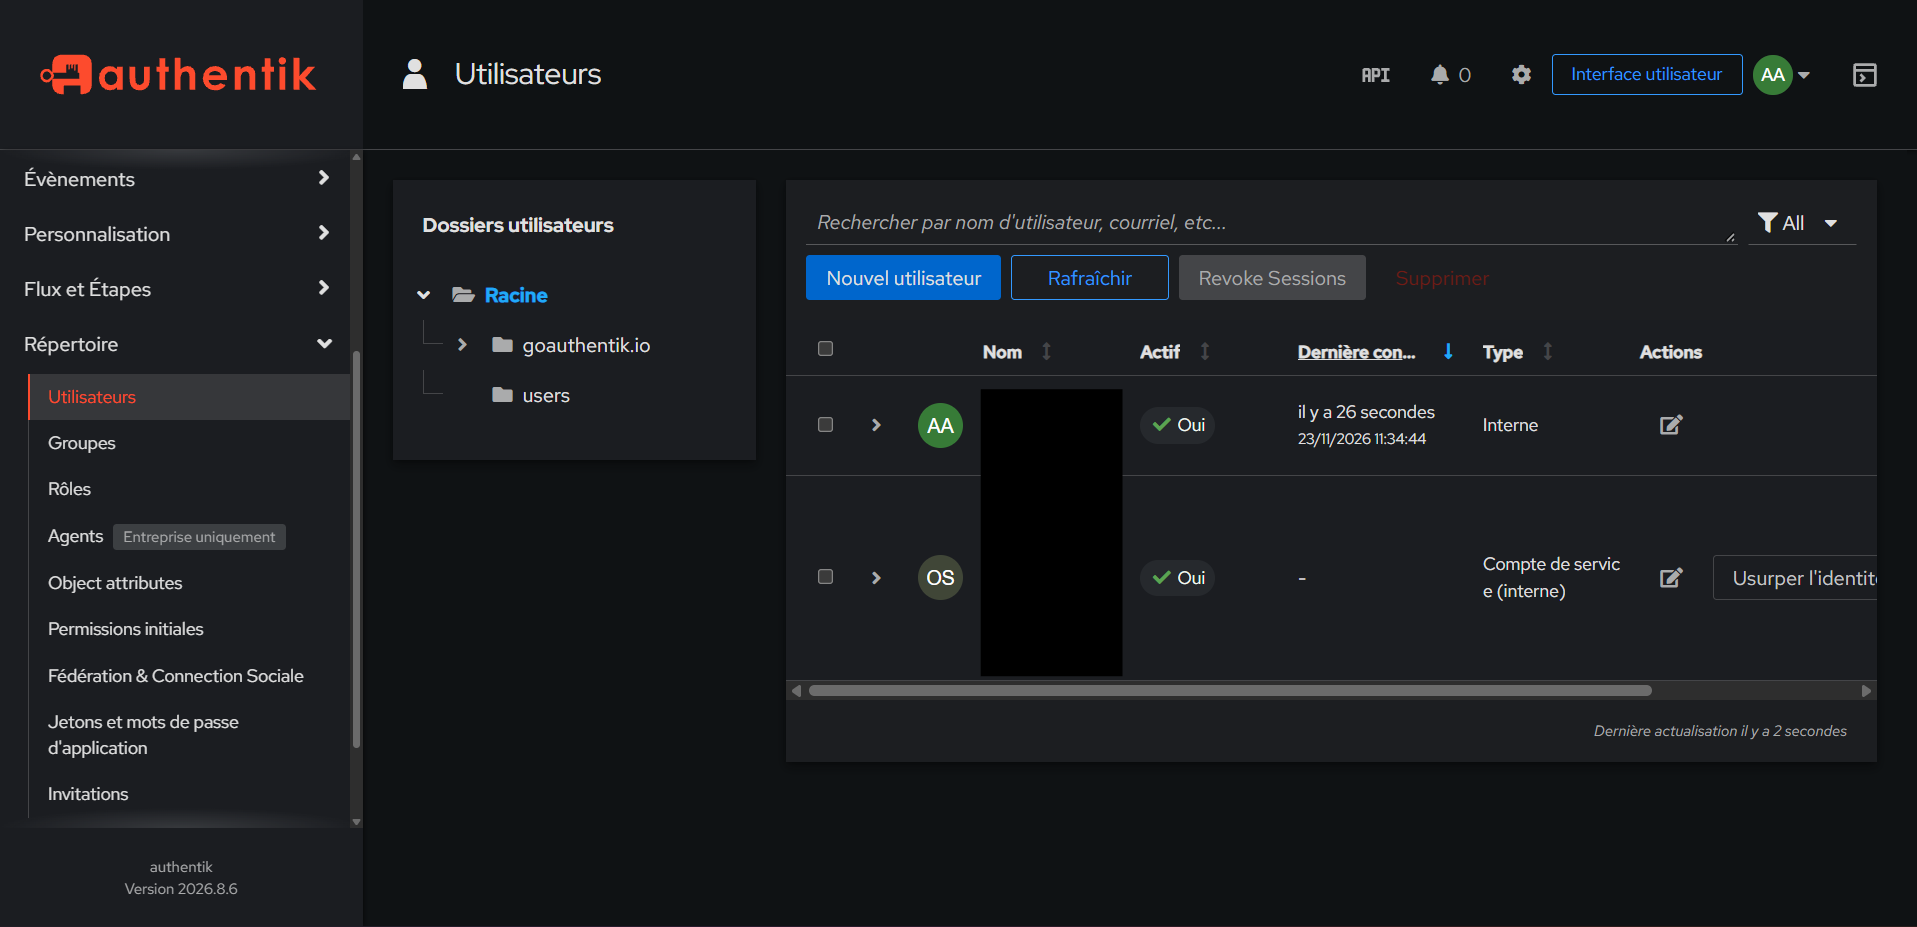 authentik
Utilisateurs
API
0
Interface utilisateur
AA
Évènements
Personnalisation
Flux et Étapes
Répertoire
Utilisateurs
Groupes
Rôles
Agents Entreprise uniquement
Object attributes
Permissions initiales
Fédération & Connection Sociale
Jetons et mots de passe
d'application
Invitations
authentik
Version 2026.8.6
Dossiers utilisateurs
Racine
goauthentik.io
users
Rechercher par nom d'utilisateur, courriel, etc...
All
Nouvel utilisateur Rafraîchir Revoke Sessions Supprimer
Nom Actif Dernière con... Type Actions
AA Oui il y a 26 secondes Interne
23/11/2026 11:34:44
OS Oui - Compte de servic
e (interne)
Usurper l'identité
Dernière actualisation il y a 2 secondes